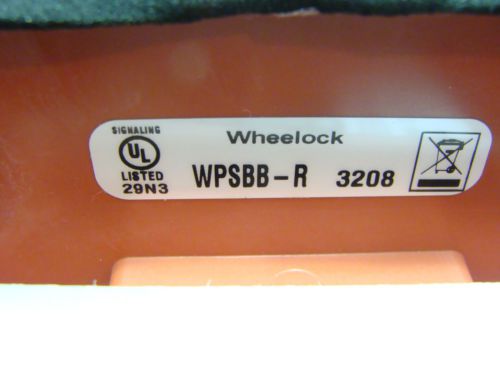 SIGNALING
UL
LISTED
29N3
Wheelock
WPSBB-R 3208